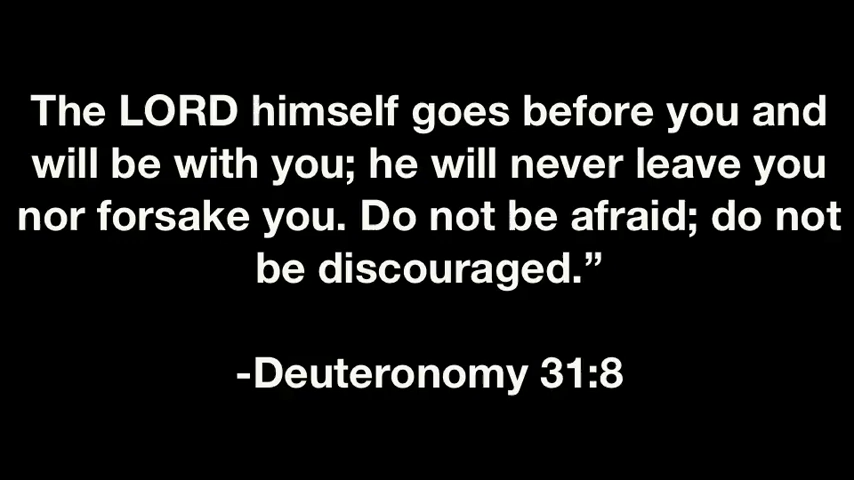 The LORD himself goes before you and
will be with you; he will never leave you
nor forsake you. Do not be afraid; do not
be discouraged.”
-Deuteronomy 31:8